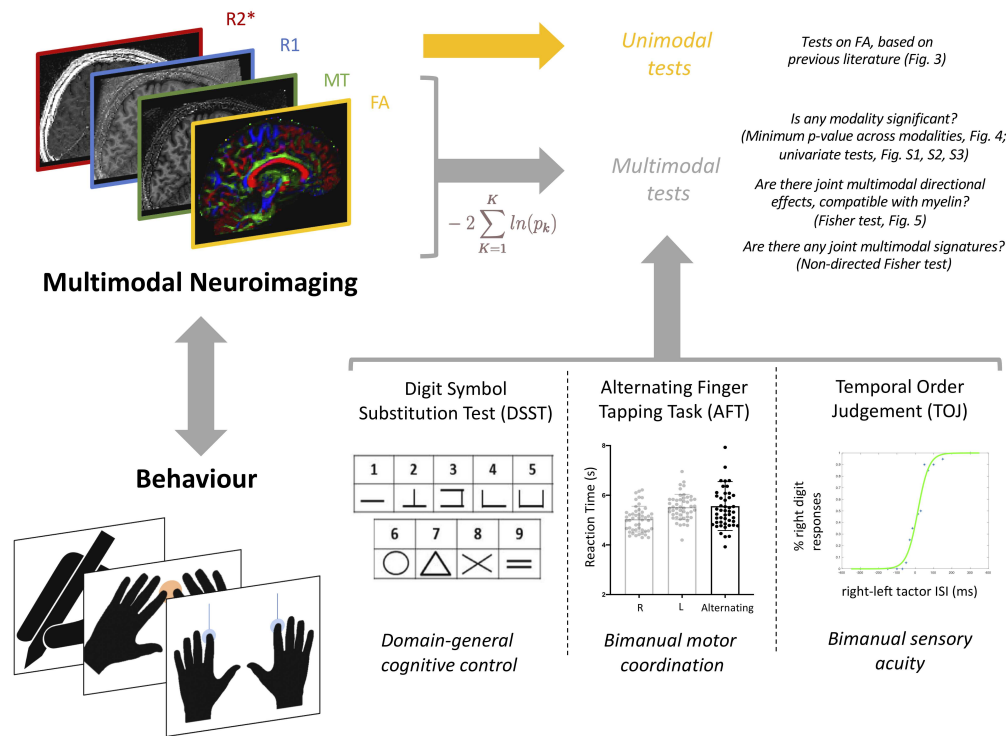 R2*
R1
MT
FA
Multimodal Neuroimaging
Behaviour
− 2 ∑ ln(pₖ)
K
K=1
Unimodal
tests
Multimodal
tests
Tests on FA, based on
previous literature (Fig. 3)
Is any modality significant?
(Minimum p-value across modalities, Fig. 4;
univariate tests, Fig. S1, S2, S3)
Are there joint multimodal directional
effects, compatible with myelin?
(Fisher test, Fig. 5)
Are there any joint multimodal signatures?
(Non-directed Fisher test)
Digit Symbol
Substitution Test (DSST)
1 2 3 4 5
6 7 8 9
Domain-general
cognitive control
Alternating Finger
Tapping Task (AFT)
Reaction Time (s)
8
6
4
2
R L Alternating
Bimanual motor
coordination
Temporal Order
Judgement (TOJ)
% right digit
responses
right-left tactor ISI (ms)
Bimanual sensory
acuity